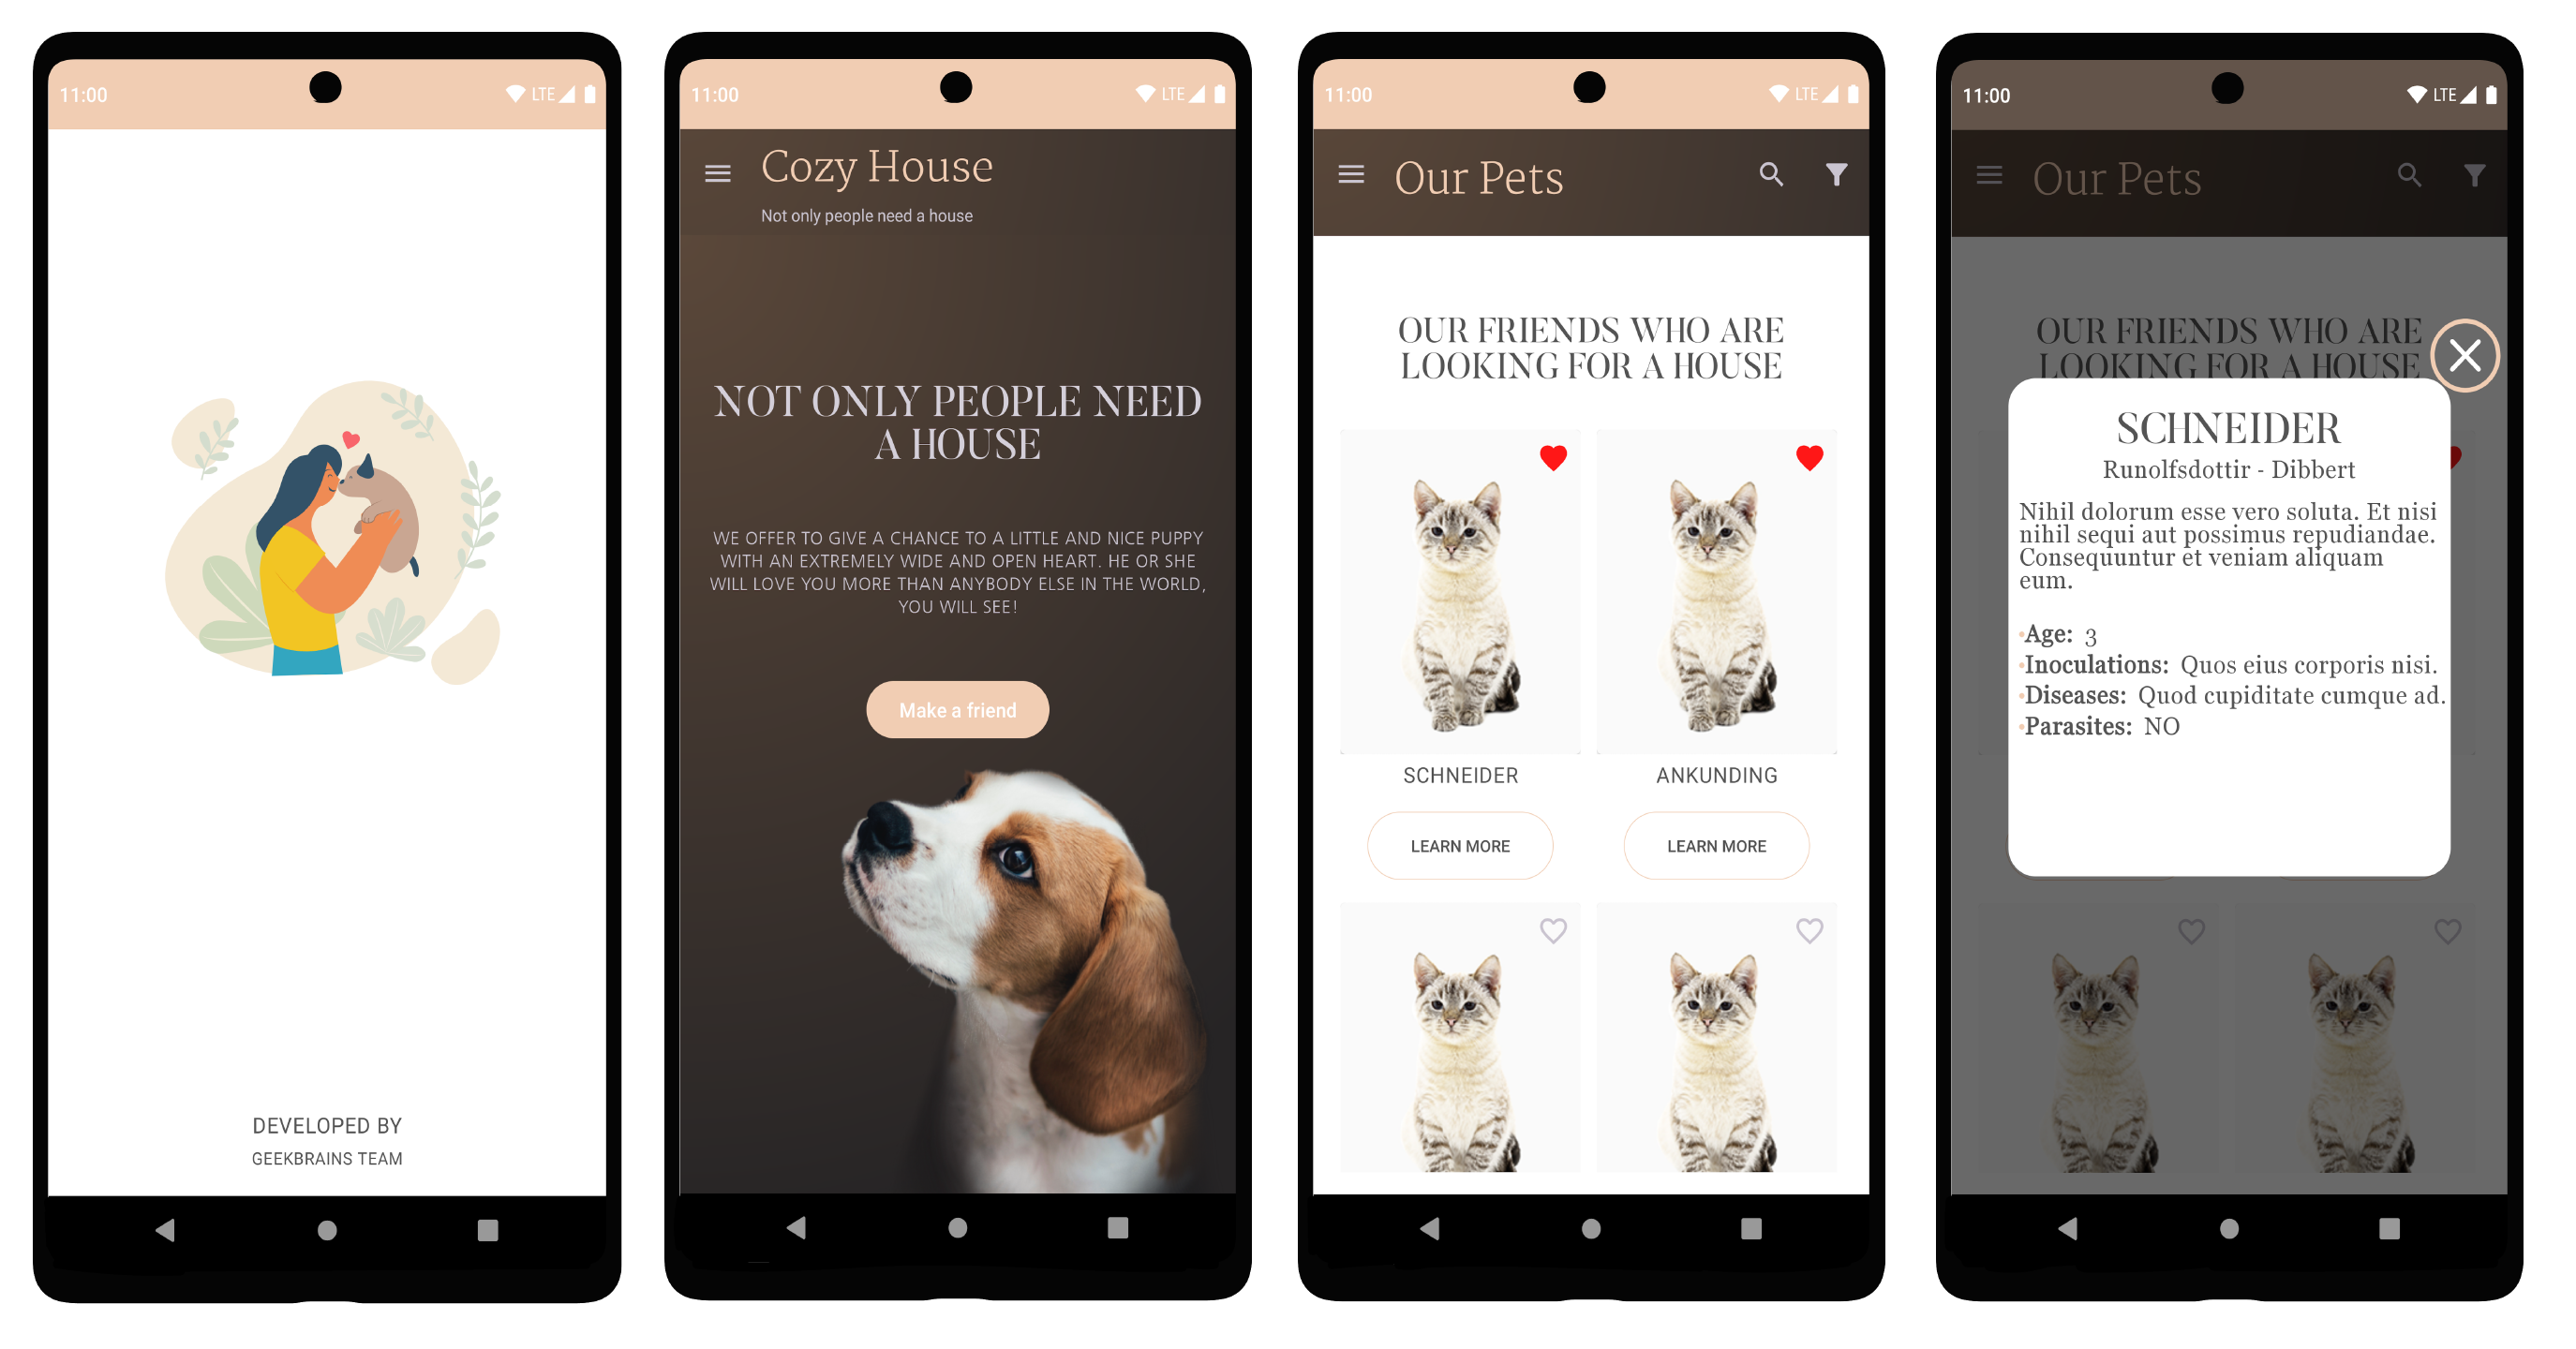 11:00
LTE
DEVELOPED BY
GEEKBRAINS TEAM
11:00
LTE
Cozy House
Not only people need a house
NOT ONLY PEOPLE NEED
A HOUSE
WE OFFER TO GIVE A CHANCE TO A LITTLE AND NICE PUPPY
WITH AN EXTREMELY WIDE AND OPEN HEART. HE OR SHE
WILL LOVE YOU MORE THAN ANYBODY ELSE IN THE WORLD,
YOU WILL SEE!
Make a friend
11:00
LTE
Our Pets
OUR FRIENDS WHO ARE
LOOKING FOR A HOUSE
SCHNEIDER
ANKUNDING
LEARN MORE
LEARN MORE
11:00
LTE
Our Pets
OUR FRIENDS WHO ARE
LOOKING FOR A HOUSE
SCHNEIDER
Runolfsdottir - Dibbert
Nihil dolorum esse vero soluta. Et nisi
nihil sequi aut possimus repudiandae.
Consequuntur et veniam aliquam
eum.
•Age: 3
•Inoculations: Quos eius corporis nisi.
•Diseases: Quod cupiditate cumque ad.
•Parasites: NO